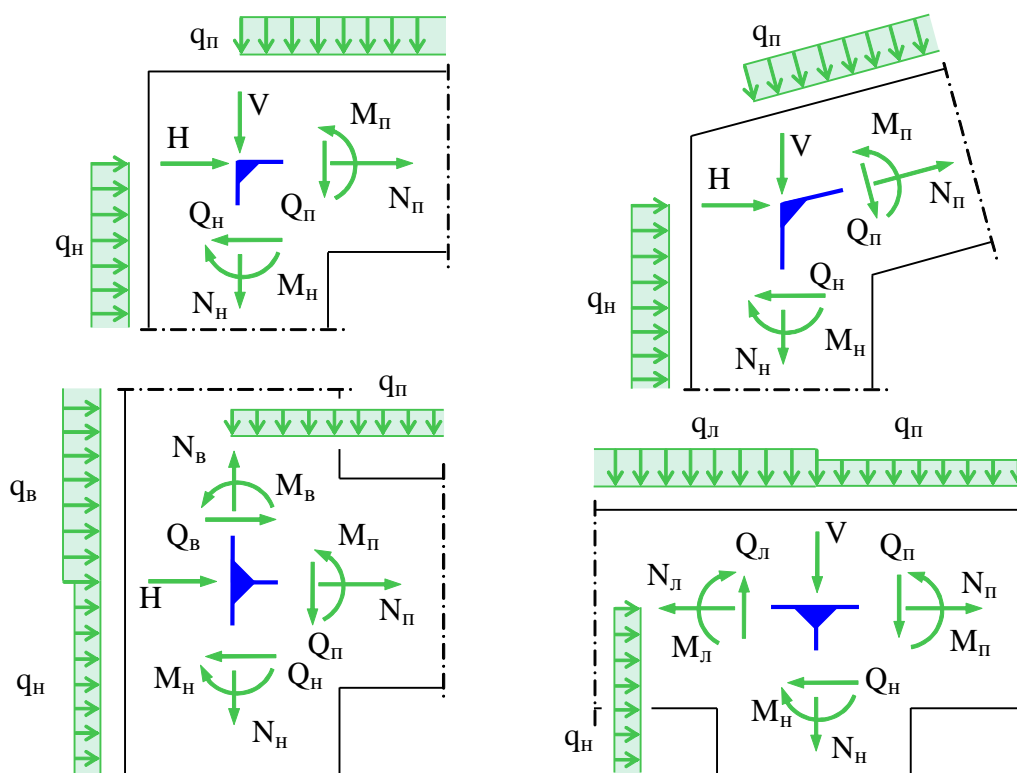 qп
V
Mп
H
Nп
Qп
Qн
qн
Mн
Nн
qп
V
Mп
H
Nп
Qп
qн
Qн
Mн
Nн
qп
Nв
qв
Mв
Qв
Mп
H
Nп
Qп
qн
Mн
Qн
Nн
qл
qп
V
Qл
Qп
Nл
Nп
Mл
Mп
Qн
Mн
qн
Nн